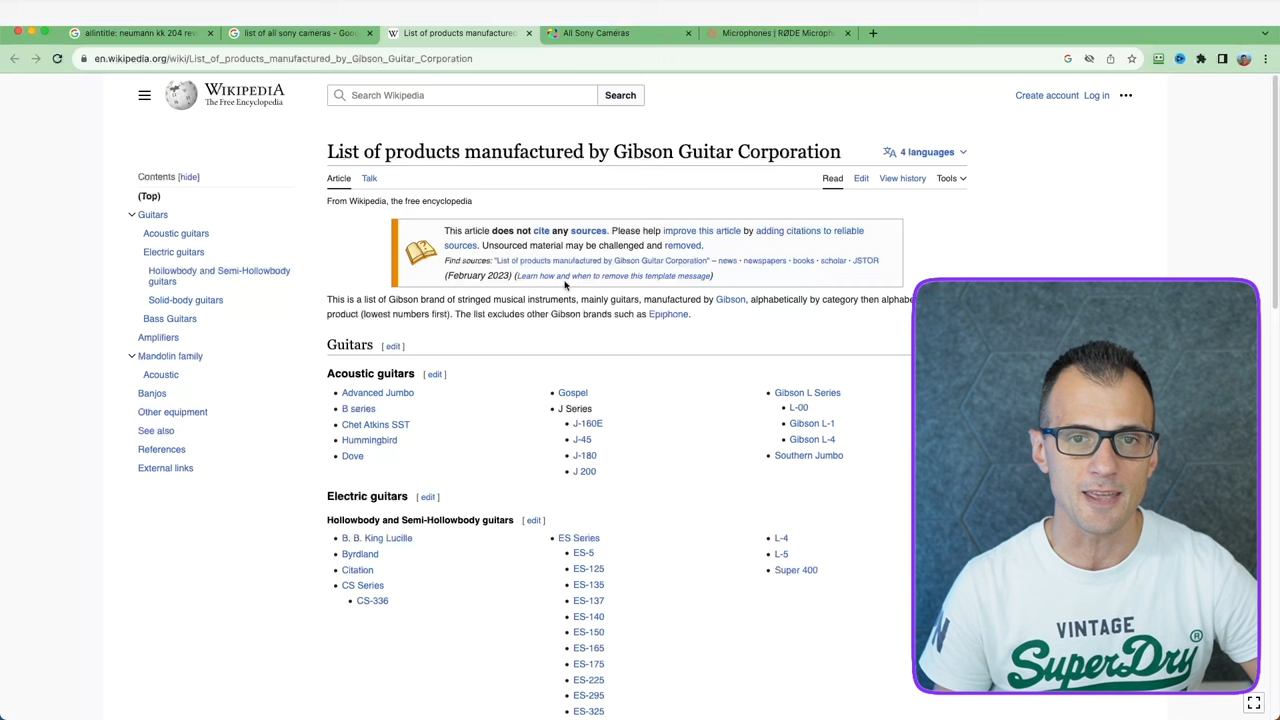 ailintitle: neumann kk 204 rev
list of all sony cameras - Goo
List of products manufactured
All Sony Cameras
Microphones | RØDE Microph
en.wikipedia.org/wiki/List_of_products_manufactured_by_Gibson_Guitar_Corporation
WIKIPEDIA
The Free Encyclopedia
Search Wikipedia
Search
Create account Log in
List of products manufactured by Gibson Guitar Corporation
4 languages
Article Talk
Read Edit View history Tools
From Wikipedia, the free encyclopedia
Contents [hide]
(Top)
Guitars
Acoustic guitars
Electric guitars
Hollowbody and Semi-Hollowbody
guitars
Solid-body guitars
Bass Guitars
Amplifiers
Mandolin family
Acoustic
Banjos
Other equipment
See also
References
External links
This article does not cite any sources. Please help improve this article by adding citations to reliable
sources. Unsourced material may be challenged and removed.
Find sources: "List of products manufactured by Gibson Guitar Corporation" – news · newspapers · books · scholar · JSTOR
(February 2023) (Learn how and when to remove this template message)
This is a list of Gibson brand of stringed musical instruments, mainly guitars, manufactured by Gibson, alphabetically by category then alphabe
product (lowest numbers first). The list excludes other Gibson brands such as Epiphone.
Guitars [ edit ]
Acoustic guitars [ edit ]
Advanced Jumbo
B series
Chet Atkins SST
Hummingbird
Dove
Gospel
J Series
J-160E
J-45
J-180
J 200
Gibson L Series
L-00
Gibson L-1
Gibson L-4
Southern Jumbo
Electric guitars [ edit ]
Hollowbody and Semi-Hollowbody guitars [ edit ]
B. B. King Lucille
Byrdland
Citation
CS Series
CS-336
ES Series
ES-5
ES-125
ES-135
ES-137
ES-140
ES-150
ES-165
ES-175
ES-225
ES-295
ES-325
L-4
L-5
Super 400
VINTAGE
SuperDry
®